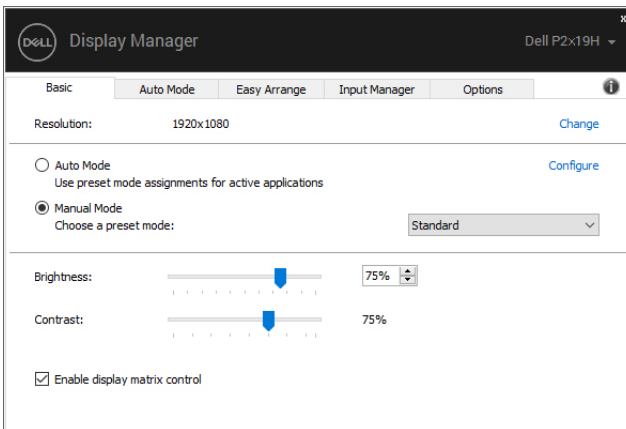 x
DELL Display Manager Dell P2x19H
Basic Auto Mode Easy Arrange Input Manager Options i
Resolution: 1920x1080 Change
Auto Mode Configure
Use preset mode assignments for active applications
Manual Mode
Choose a preset mode: Standard
Brightness: 75%
Contrast: 75%
Enable display matrix control